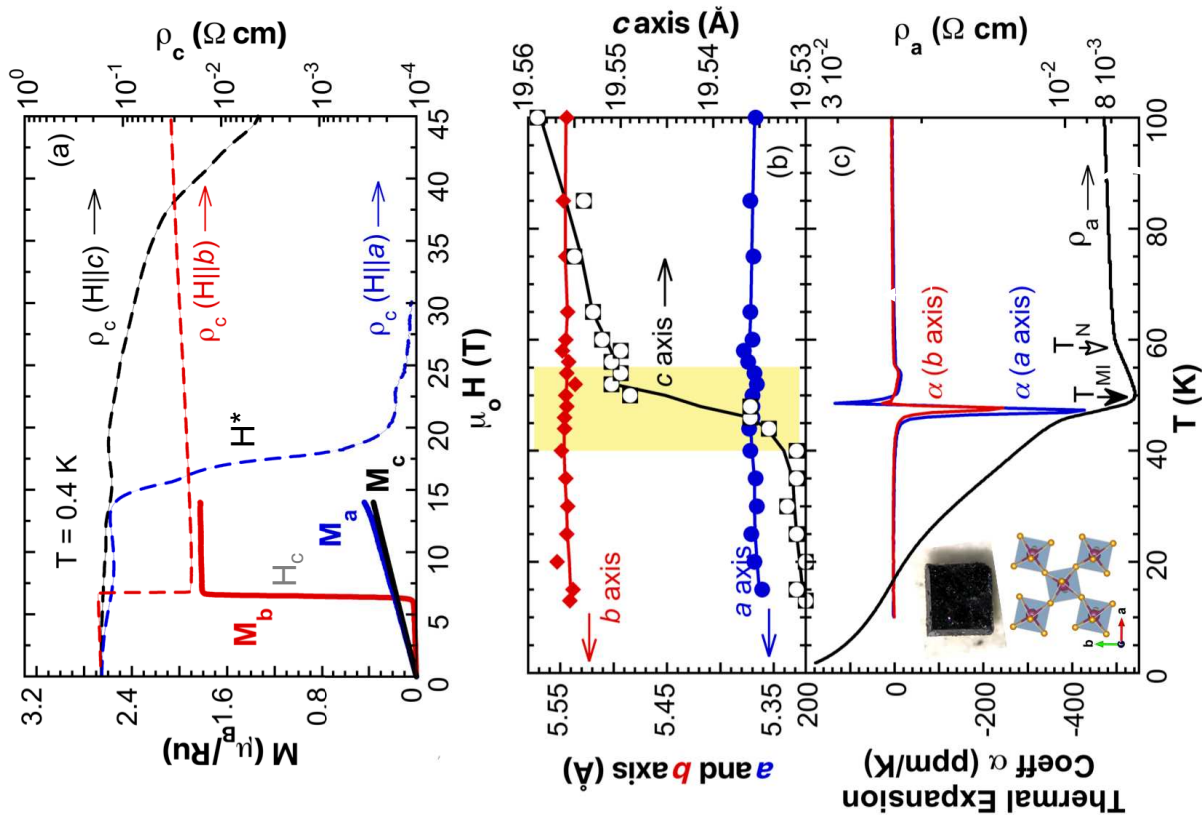 (a)
T = 0.4 K
ρc (H||c)
ρc (H||b)
ρc (H||a)
H*
Hc
Mb
Ma
Mc
M (μB/Ru)
3.2
2.4
1.6
0.8
0
ρc (Ω cm)
10^0
10^-1
10^-2
10^-3
10^-4
0 5 10 15 20 25 30 35 40 45
μoH (T)
(b)
b axis
a axis
c axis
a and b axis (Å)
5.55
5.35
c axis (Å)
19.56
19.55
19.54
19.53
(c)
α (b axis)
α (a axis)
ρa
TN
TMI
Thermal Expansion
Coeff α (ppm/K)
200
0
-200
-400
ρa (Ω cm)
3 10^-2
10^-2
8 10^-3
b
a
0 20 40 60 80 100
T (K)